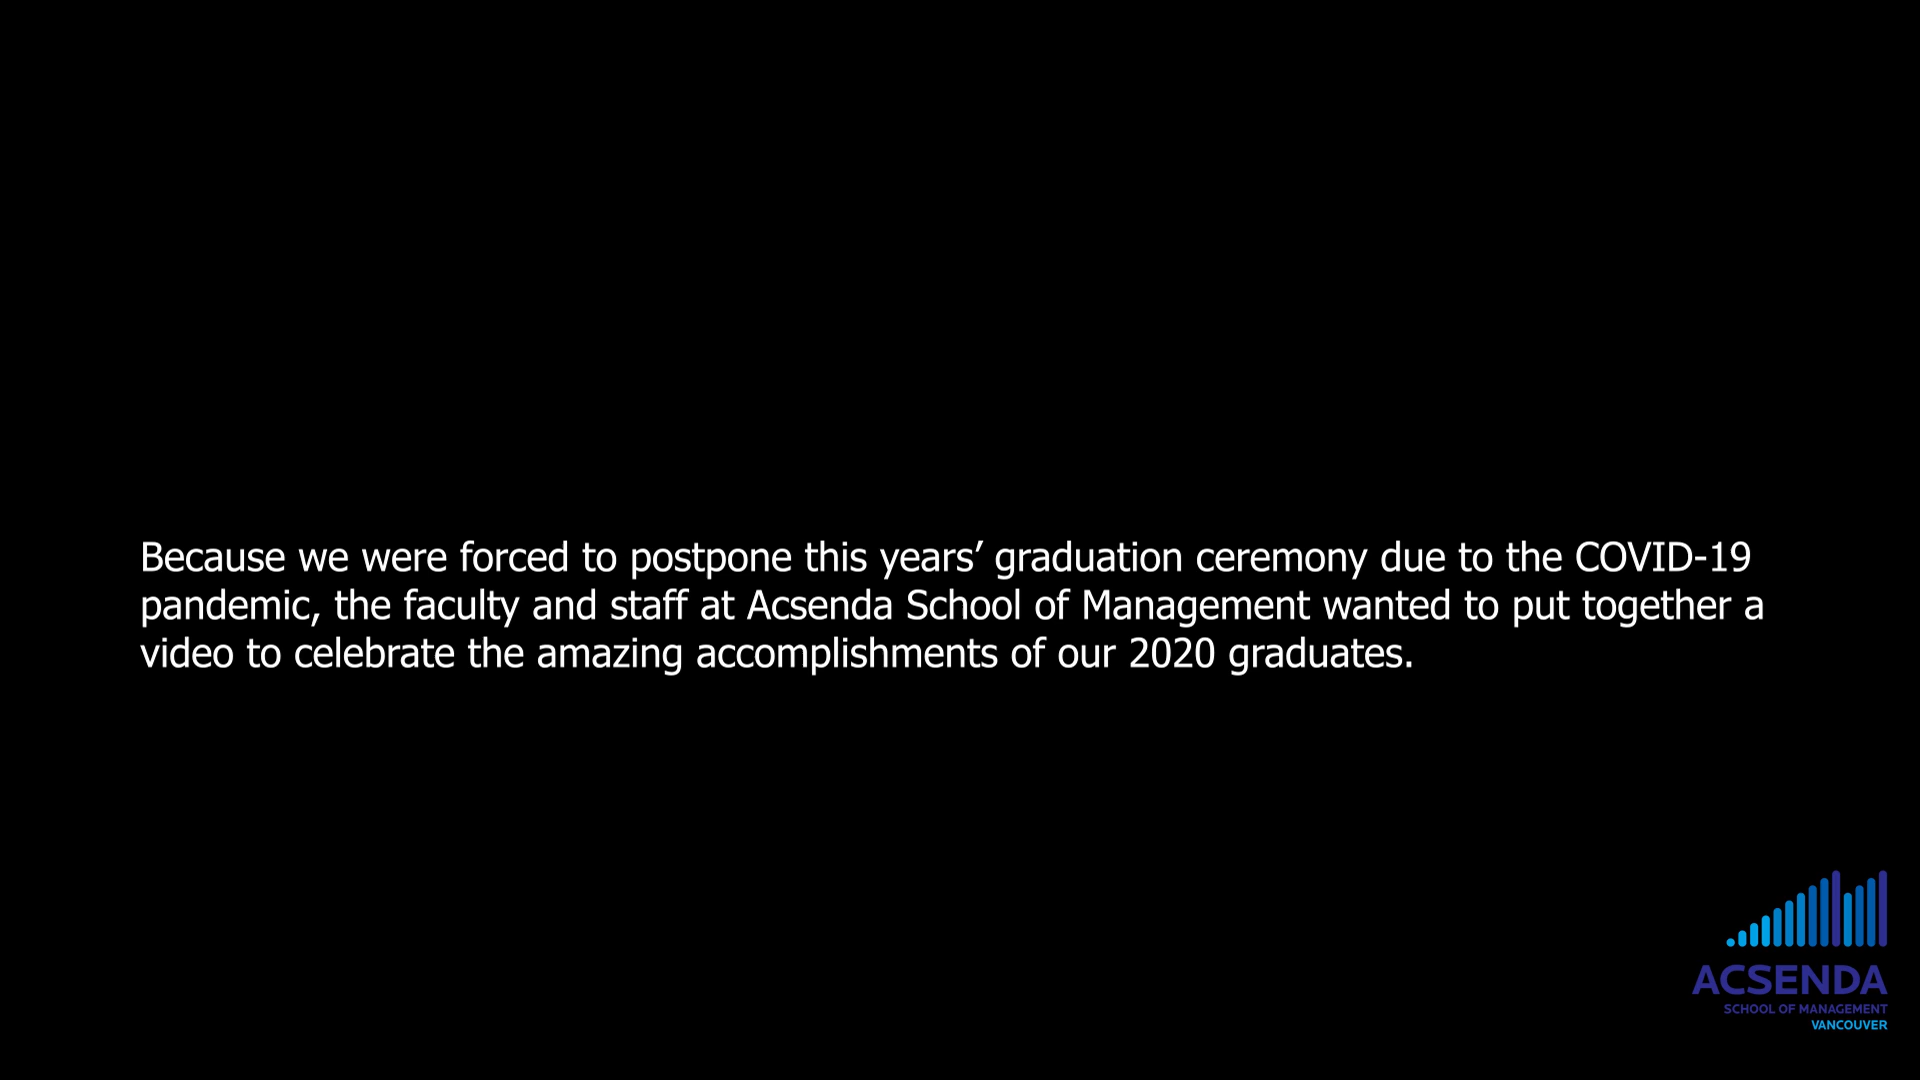 Because we were forced to postpone this years’ graduation ceremony due to the COVID-19
pandemic, the faculty and staff at Acsenda School of Management wanted to put together a
video to celebrate the amazing accomplishments of our 2020 graduates.
ACSENDA
SCHOOL OF MANAGEMENT
VANCOUVER